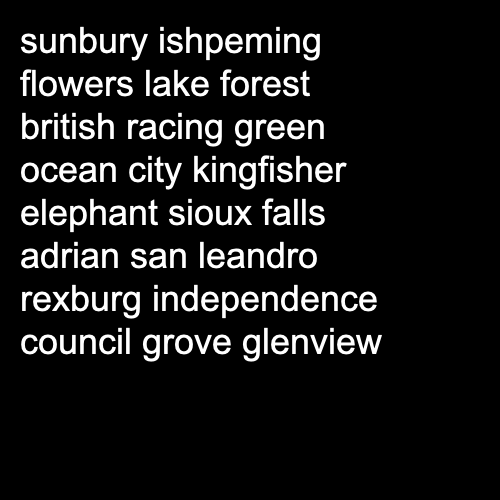 sunbury ishpeming
flowers lake forest
british racing green
ocean city kingfisher
elephant sioux falls
adrian san leandro
rexburg independence
council grove glenview